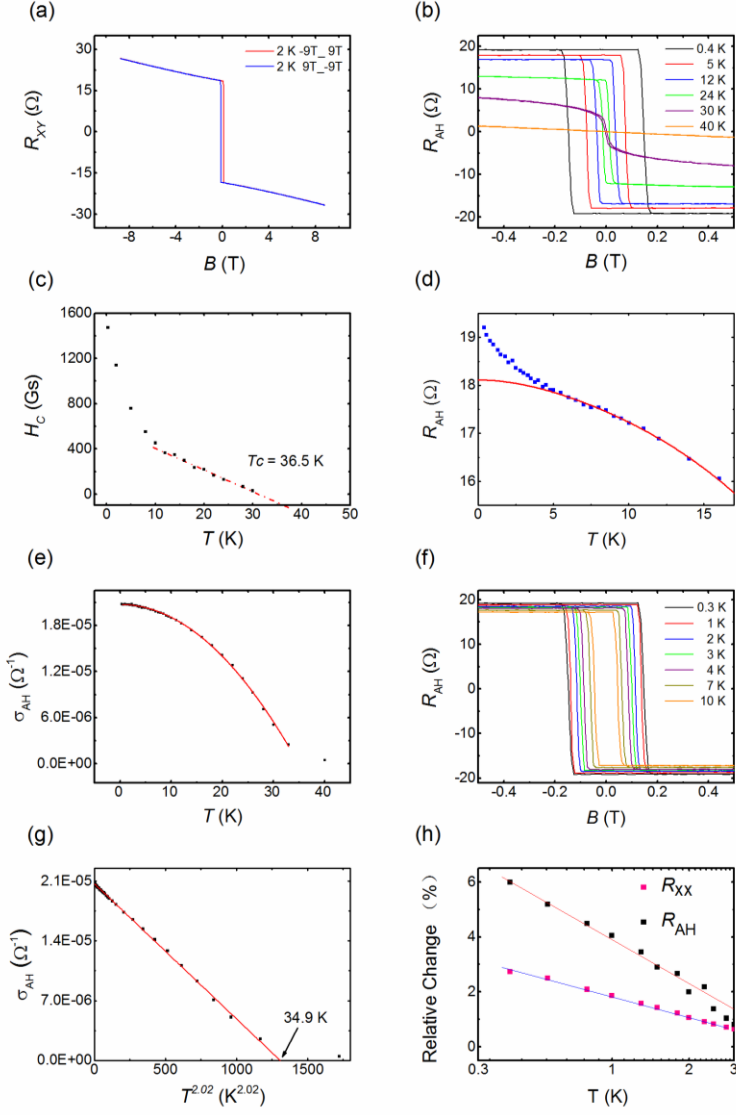 (a)
30
15
0
-15
-30
R_XY (Ω)
-8 -4 0 4 8
B (T)
2 K -9T_ 9T
2 K 9T_-9T
(b)
20
10
0
-10
-20
R_AH (Ω)
-0.4 -0.2 0.0 0.2 0.4
B (T)
0.4 K
5 K
12 K
24 K
30 K
40 K
(c)
1600
1200
800
400
0
H_C (Gs)
0 10 20 30 40 50
T (K)
Tc = 36.5 K
(d)
19
18
17
16
R_AH (Ω)
0 5 10 15
T (K)
(e)
1.8E-05
1.2E-05
6.0E-06
0.0E+00
σ_AH (Ω⁻¹)
0 10 20 30 40 50
T (K)
(f)
20
10
0
-10
-20
R_AH (Ω)
-0.4 -0.2 0.0 0.2 0.4
B (T)
0.3 K
1 K
2 K
3 K
4 K
7 K
10 K
(g)
2.1E-05
1.4E-05
7.0E-06
0.0E+00
σ_AH (Ω⁻¹)
0 500 1000 1500
T^2.02 (K^2.02)
34.9 K
(h)
6
4
2
0
Relative Change (%)
0.3 1 2 3
T (K)
R_XX
R_AH